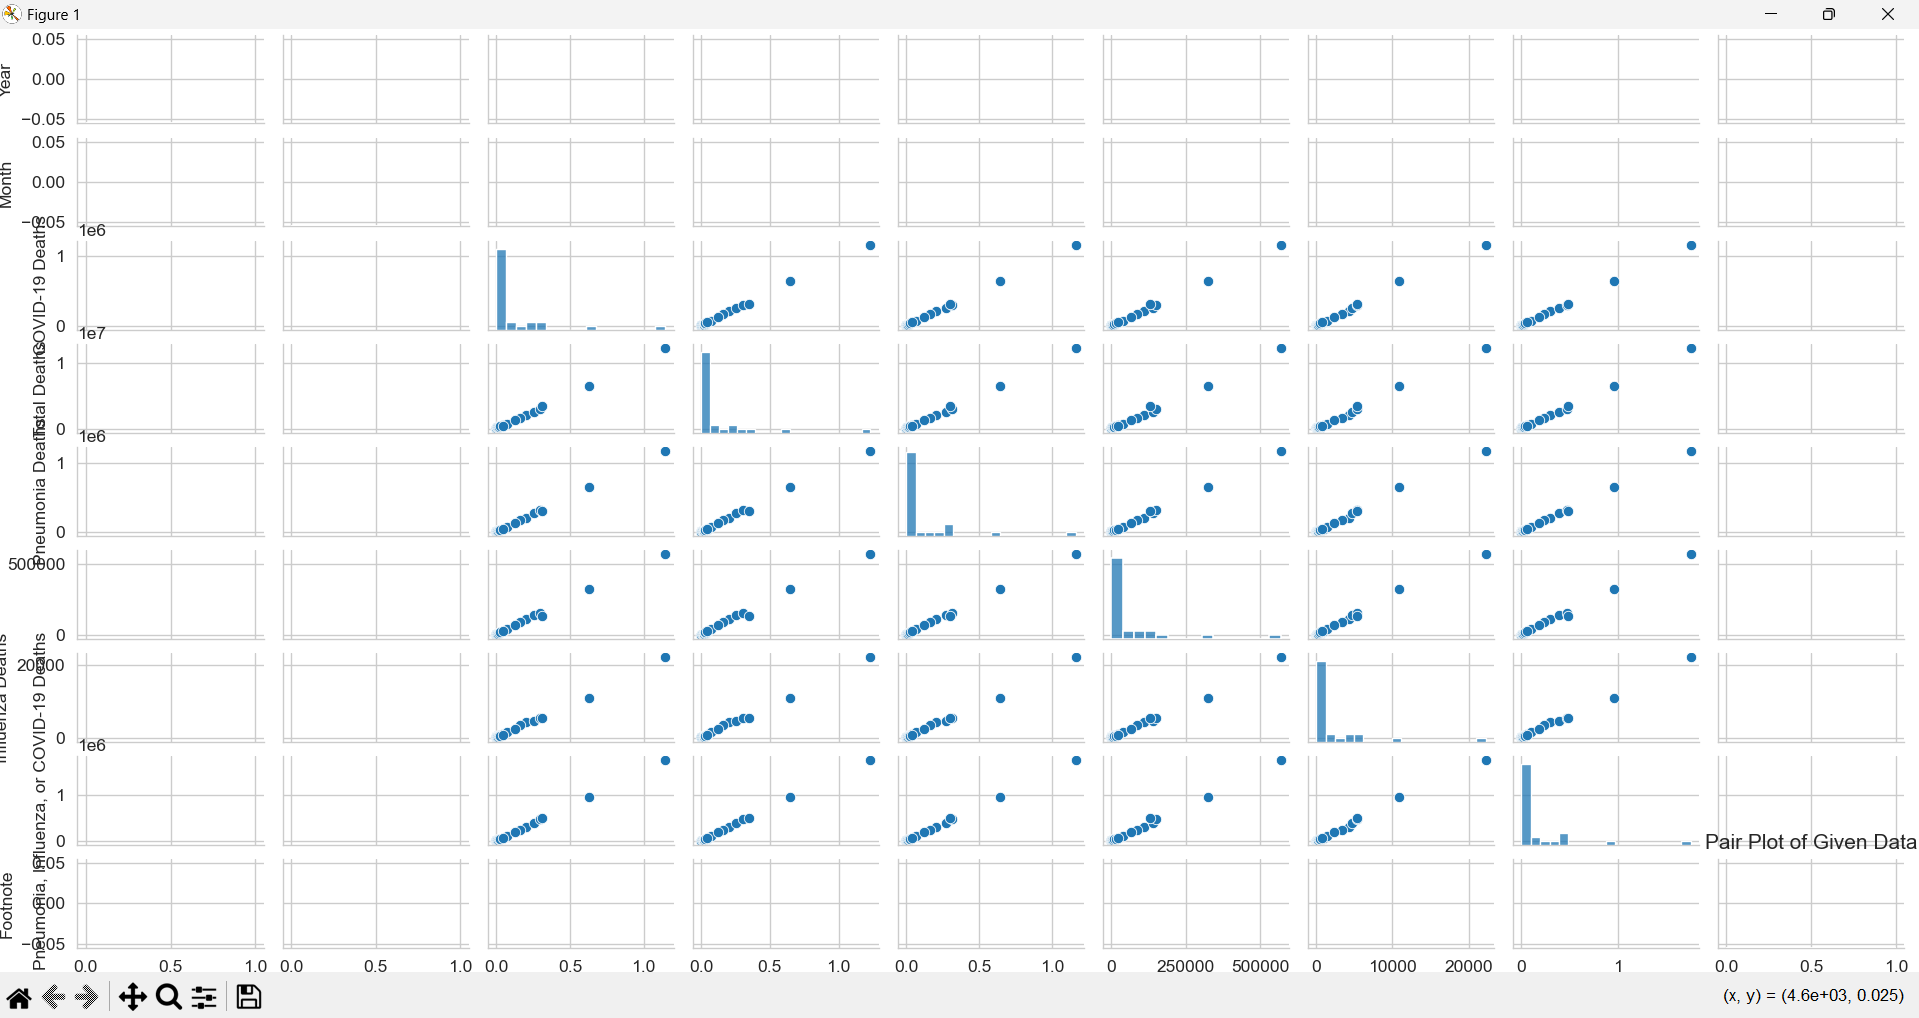 Figure 1
0.05
0.00
−0.05
Year
0.05
0.00
−0.05
Month
1e6
1
0
COVID-19 Deaths
1e7
1
0
Total Deaths
1e6
1
0
Pneumonia Deaths
500000
0
20000
0
Influenza Deaths
1e6
1
0
Pneumonia, Influenza, or COVID-19 Deaths
Pair Plot of Given Data
0.05
0.00
−0.05
Footnote
0.0 0.5 1.0 0.0 0.5 1.0 0.0 0.5 1.0 0.0 0.5 1.0 0.0 0.5 1.0 0 250000 500000 0 10000 20000 0 1 0.0 0.5 1.0
(x, y) = (4.6e+03, 0.025)